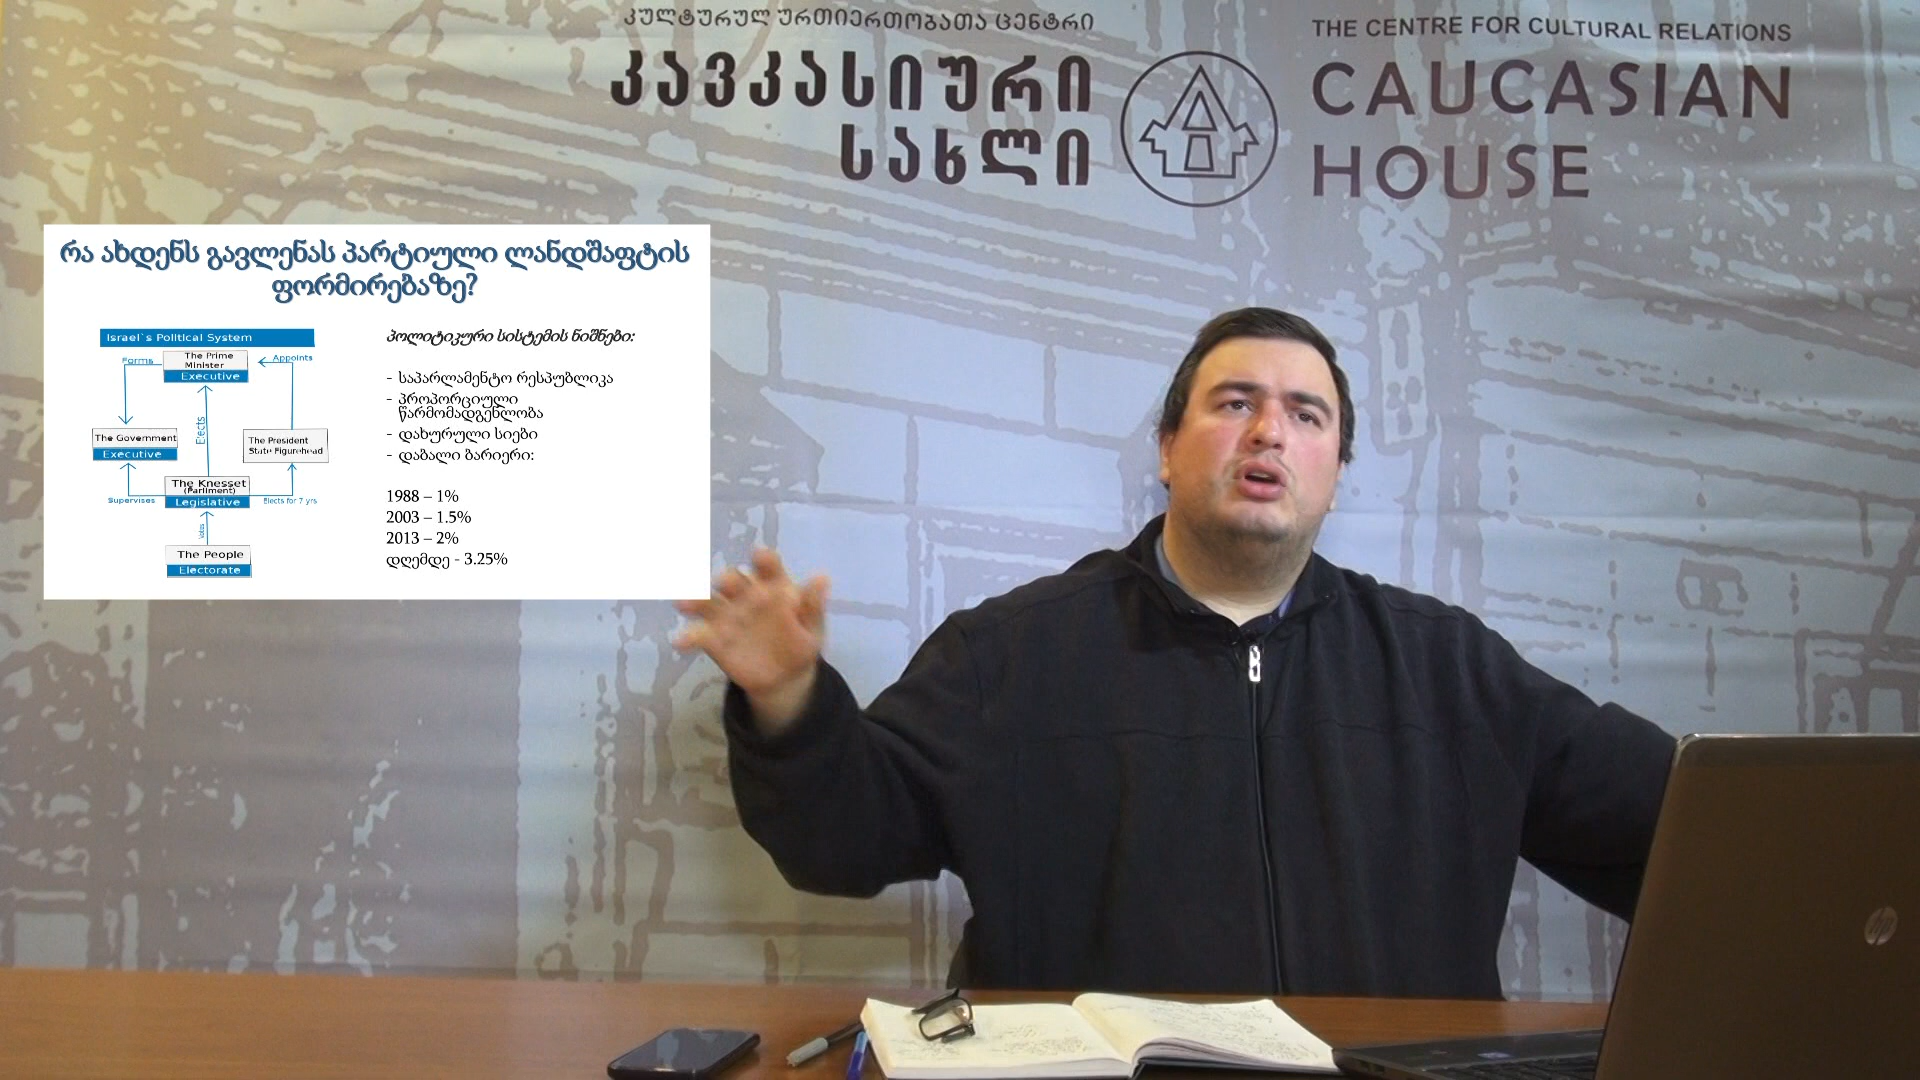 კულტურულ ურთიერთობათა ცენტრი
კავკასიური
სახლი
THE CENTRE FOR CULTURAL RELATIONS
CAUCASIAN
HOUSE
რა ახდენს გავლენას პარტიული ლანდშაფტის
ფორმირებაზე?
Israel`s Political System
Forms
The Prime
Minister
Executive
Appoints
Elects
The Government
Executive
The President
State Figurehead
The Knesset
(Parliment)
Legislative
Supervises
Elects for 7 yrs
Votes
The People
Electorate
პოლიტიკური სისტემის ნიშნები:
- საპარლამენტო რესპუბლიკა
- პროპორციული
წარმომადგენლობა
- დახურული სიები
- დაბალი ბარიერი:
1988 – 1%
2003 – 1.5%
2013 – 2%
დღემდე - 3.25%
hp